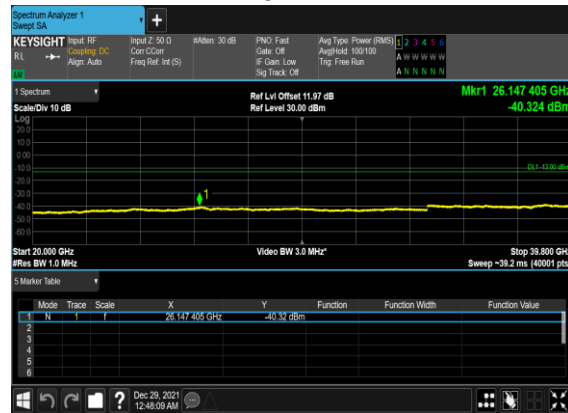 Spectrum Analyzer 1
Swept SA
+
KEYSIGHT Input: RF Input Z: 50 Ω #Atten: 30 dB PNO: Fast Avg Type: Power (RMS) 1 2 3 4 5 6
RL Coupling: DC Corr CCorr Gate: Off Avg|Hold: 100/100 A W W W W W
Align: Auto Freq Ref: Int (S) IF Gain: Low Trig: Free Run
LXI Sig Track: Off A N N N N N
1 Spectrum Ref Lvl Offset 11.97 dB Mkr1 26.147 405 GHz
Scale/Div 10 dB Ref Level 30.00 dBm -40.324 dBm
Log
20.0
10.0
0.00
-10.0 DL1 -13.00 dBm
-20.0
-30.0
1
-40.0
-50.0
-60.0
Start 20.000 GHz Video BW 3.0 MHz* Stop 39.800 GHz
#Res BW 1.0 MHz Sweep ~39.2 ms (40001 pts)
5 Marker Table
Mode Trace Scale X Y Function Function Width Function Value
1 N 1 f 26.147 405 GHz -40.32 dBm
2
3
4
5
6
? Dec 29, 2021
12:48:09 AM